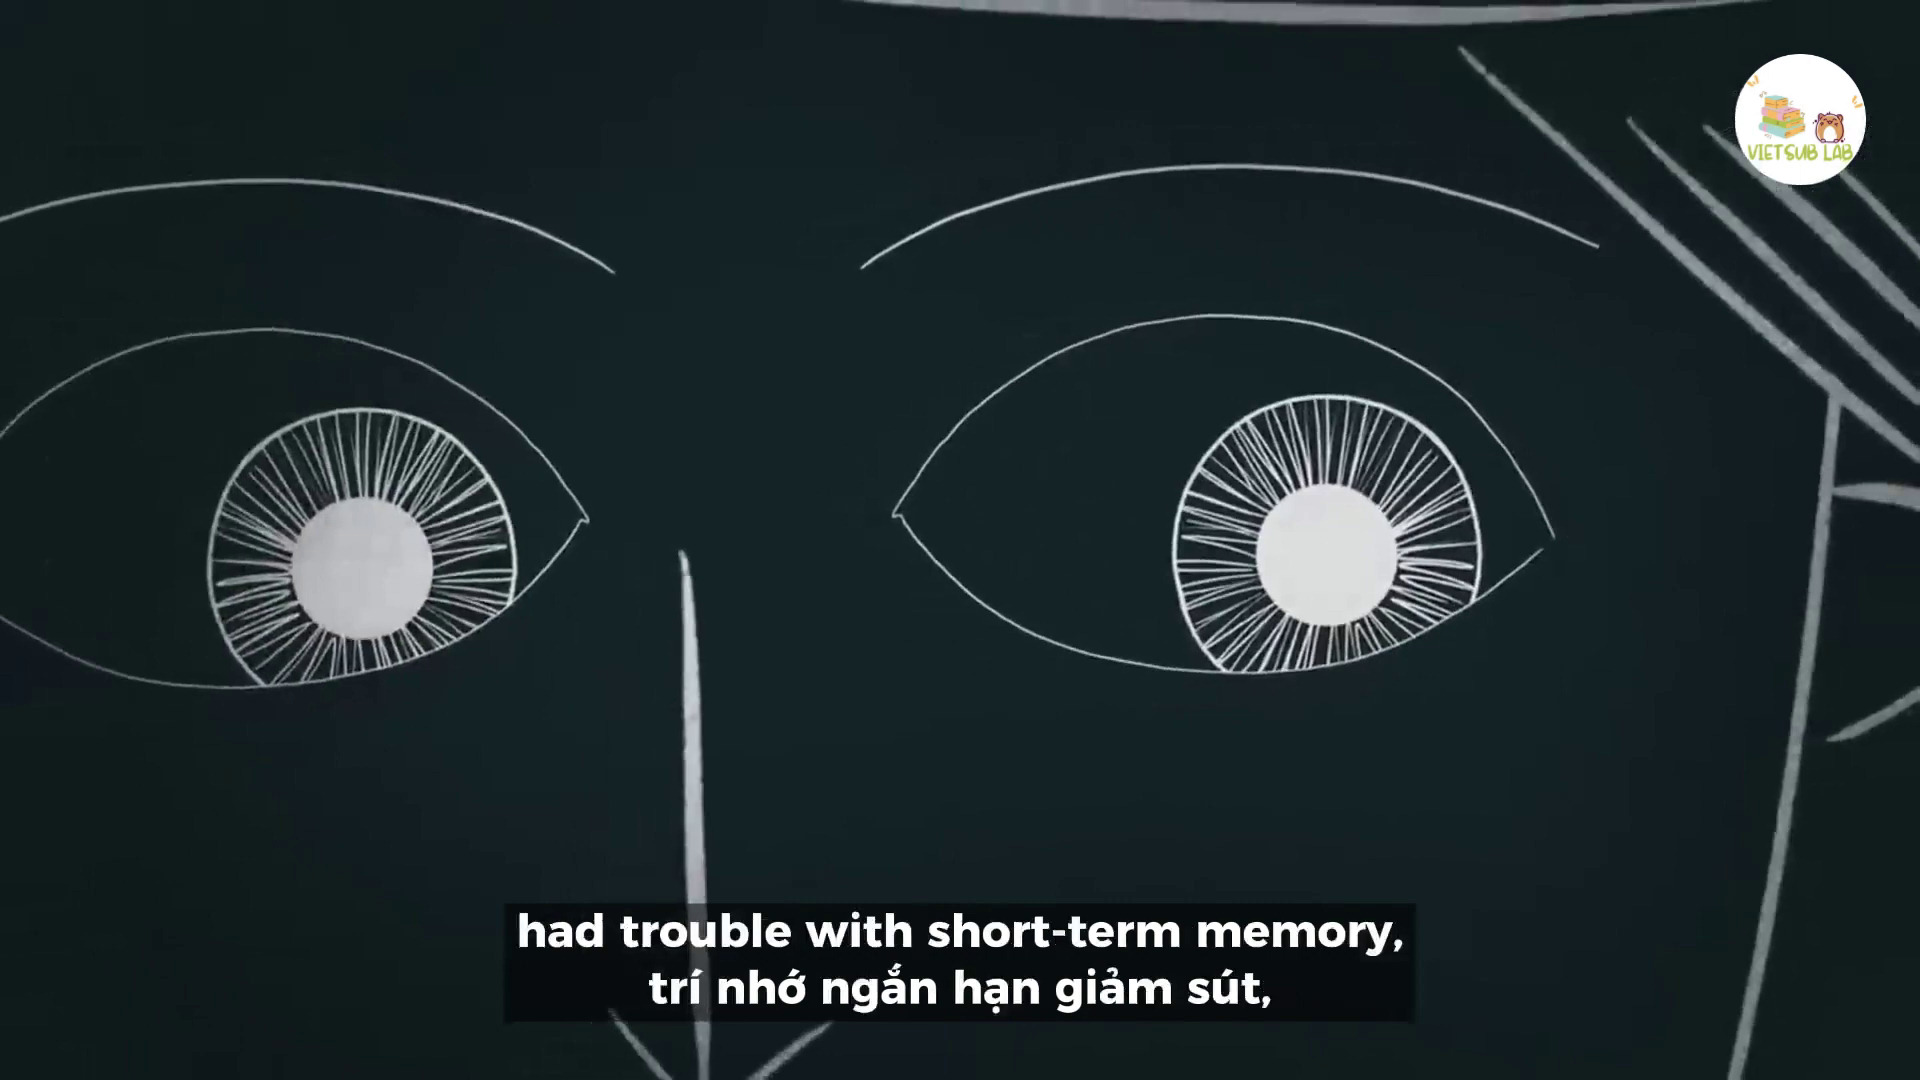 VIETSUB LAB
had trouble with short-term memory,
trí nhớ ngắn hạn giảm sút,